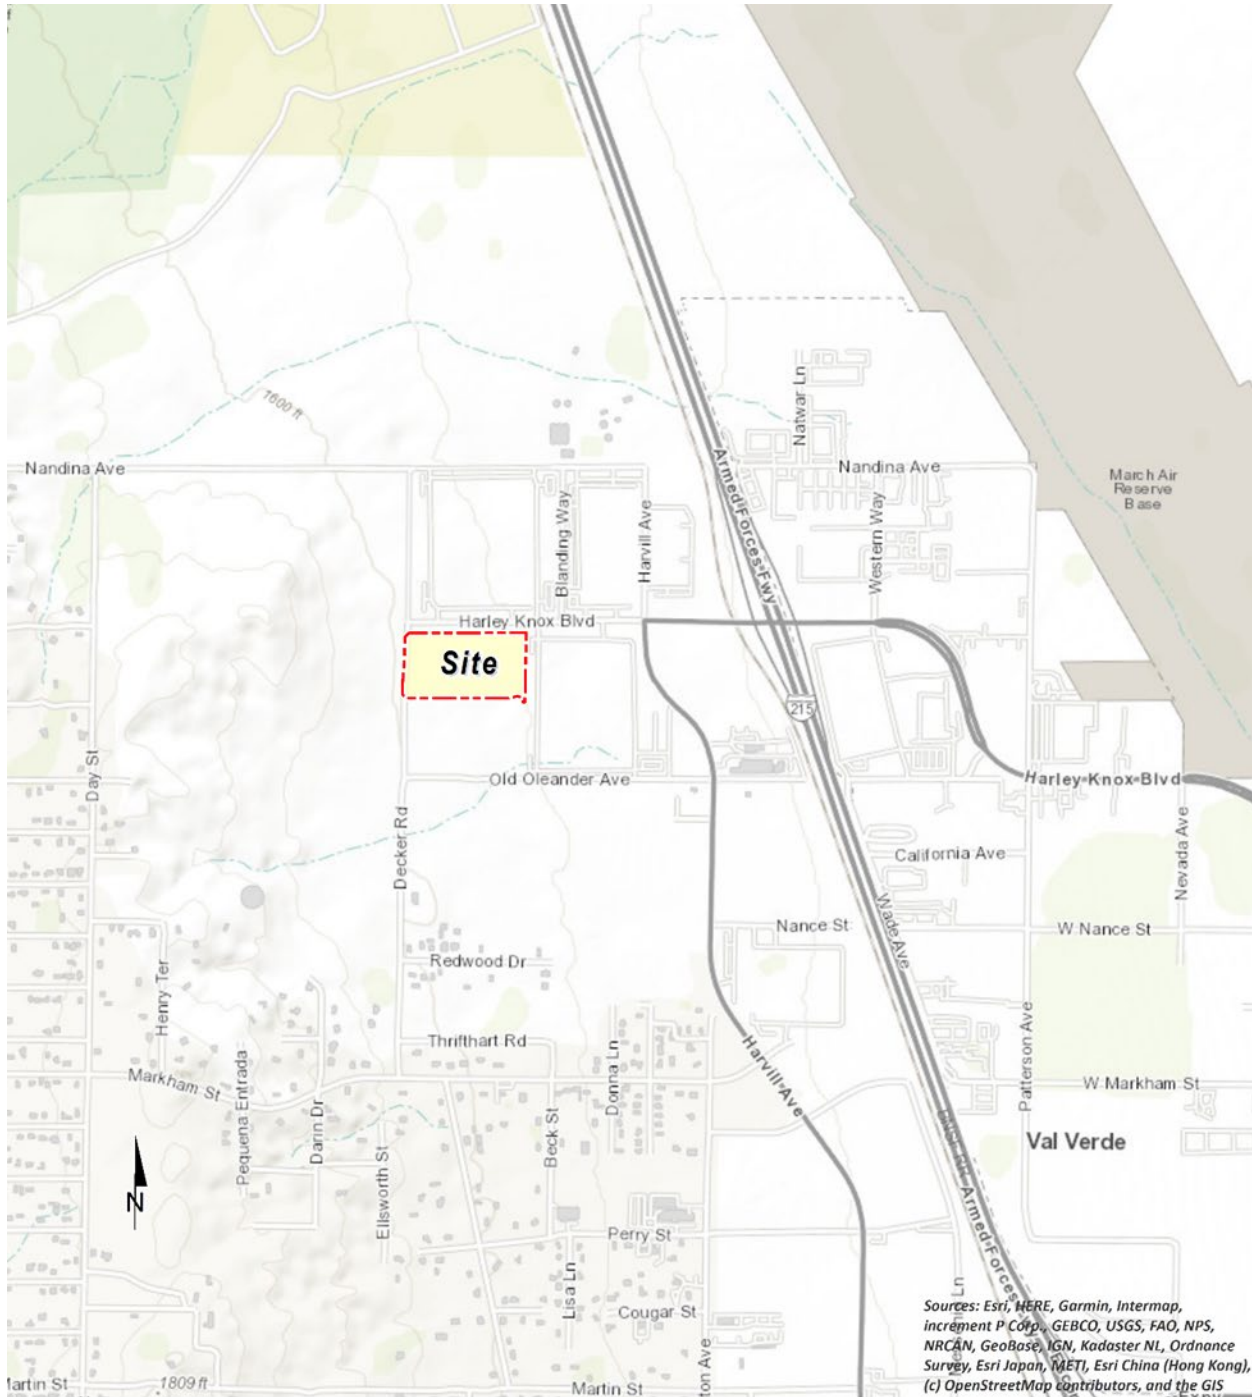 1600 ft
Natwar Ln
Nandina Ave
Armed Forces Fwy
Nandina Ave
March Air
Reserve
Base
Blanding Way
Harvill Ave
Western Way
Harley Knox Blvd
Site
215
Day St
Old Oleander Ave
Harley Knox Blvd
Decker Rd
Nevada Ave
California Ave
Wade Ave
Nance St
W Nance St
Redwood Dr
Henry Ter
Patterson Ave
Thrifthart Rd
Donna Ln
Harvill Ave
Markham St
W Markham St
Pequena Entrada
Darin Dr
Beck St
Val Verde
N
Ellsworth St
Armed Forces Fwy
Perry St
Lisa Ln
Cougar St
Sources: Esri, HERE, Garmin, Intermap,
increment P Corp., GEBCO, USGS, FAO, NPS,
NRCAN, GeoBase, IGN, Kadaster NL, Ordnance
Survey, Esri Japan, METI, Esri China (Hong Kong),
(c) OpenStreetMap contributors, and the GIS
ton Ave
1809 ft
Martin St